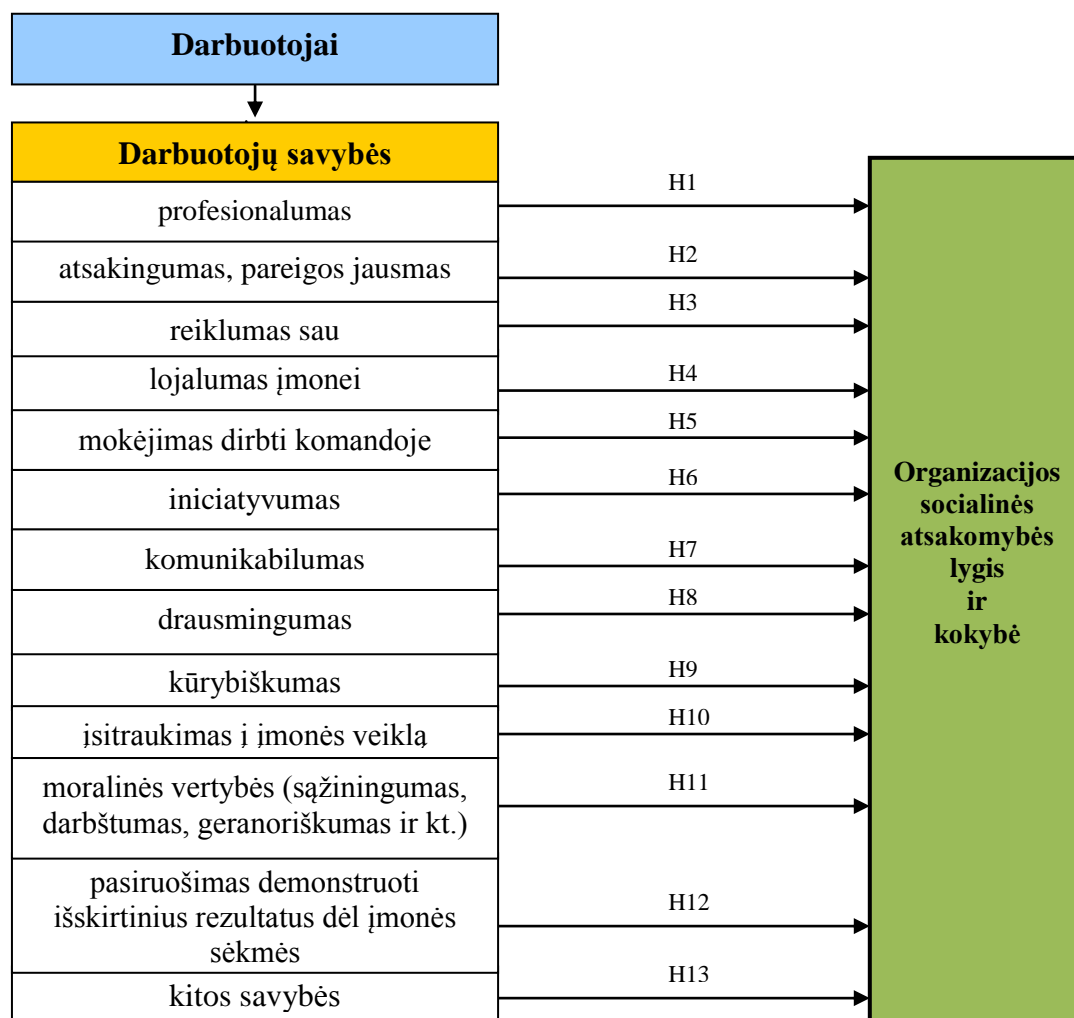 Darbuotojai
Darbuotojų savybės
profesionalumas
H1
atsakingumas, pareigos jausmas
H2
reiklumas sau
H3
lojalumas įmonei
H4
mokėjimas dirbti komandoje
H5
iniciatyvumas
H6
komunikabilumas
H7
drausmingumas
H8
kūrybiškumas
H9
įsitraukimas į įmonės veiklą
H10
moralinės vertybės (sąžiningumas,
darbštumas, geranoriškumas ir kt.)
H11
pasiruošimas demonstruoti
išskirtinius rezultatus dėl įmonės
sėkmės
H12
kitos savybės
H13
Organizacijos
socialinės
atsakomybės
lygis
ir
kokybė